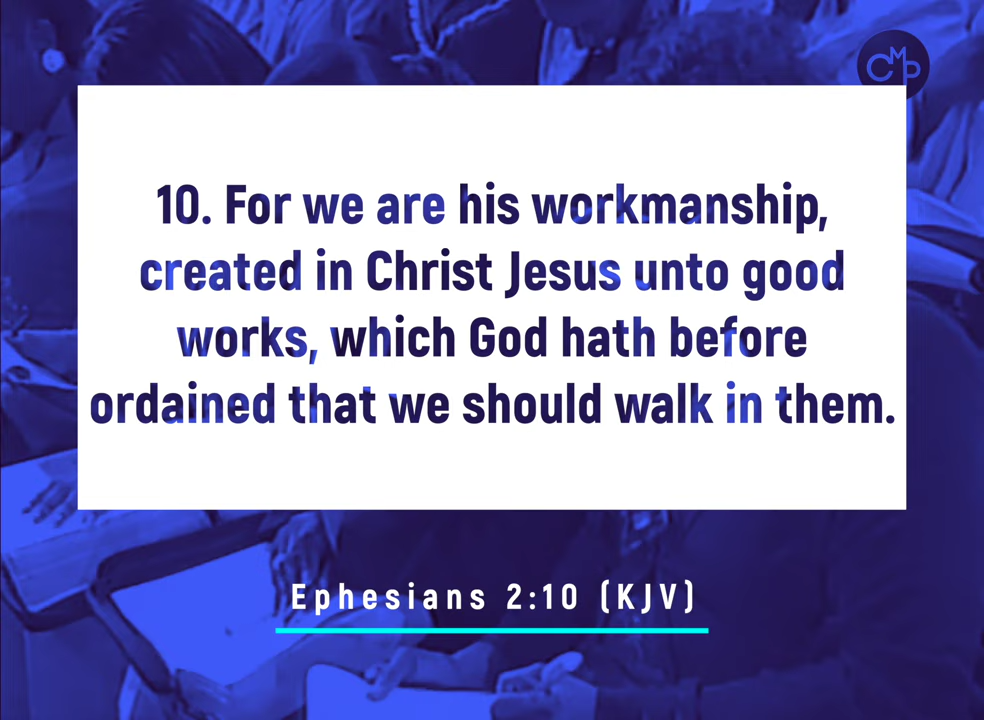 CMP
10. For we are his workmanship,
created in Christ Jesus unto good
works, which God hath before
ordained that we should walk in them.
Ephesians 2:10 (KJV)